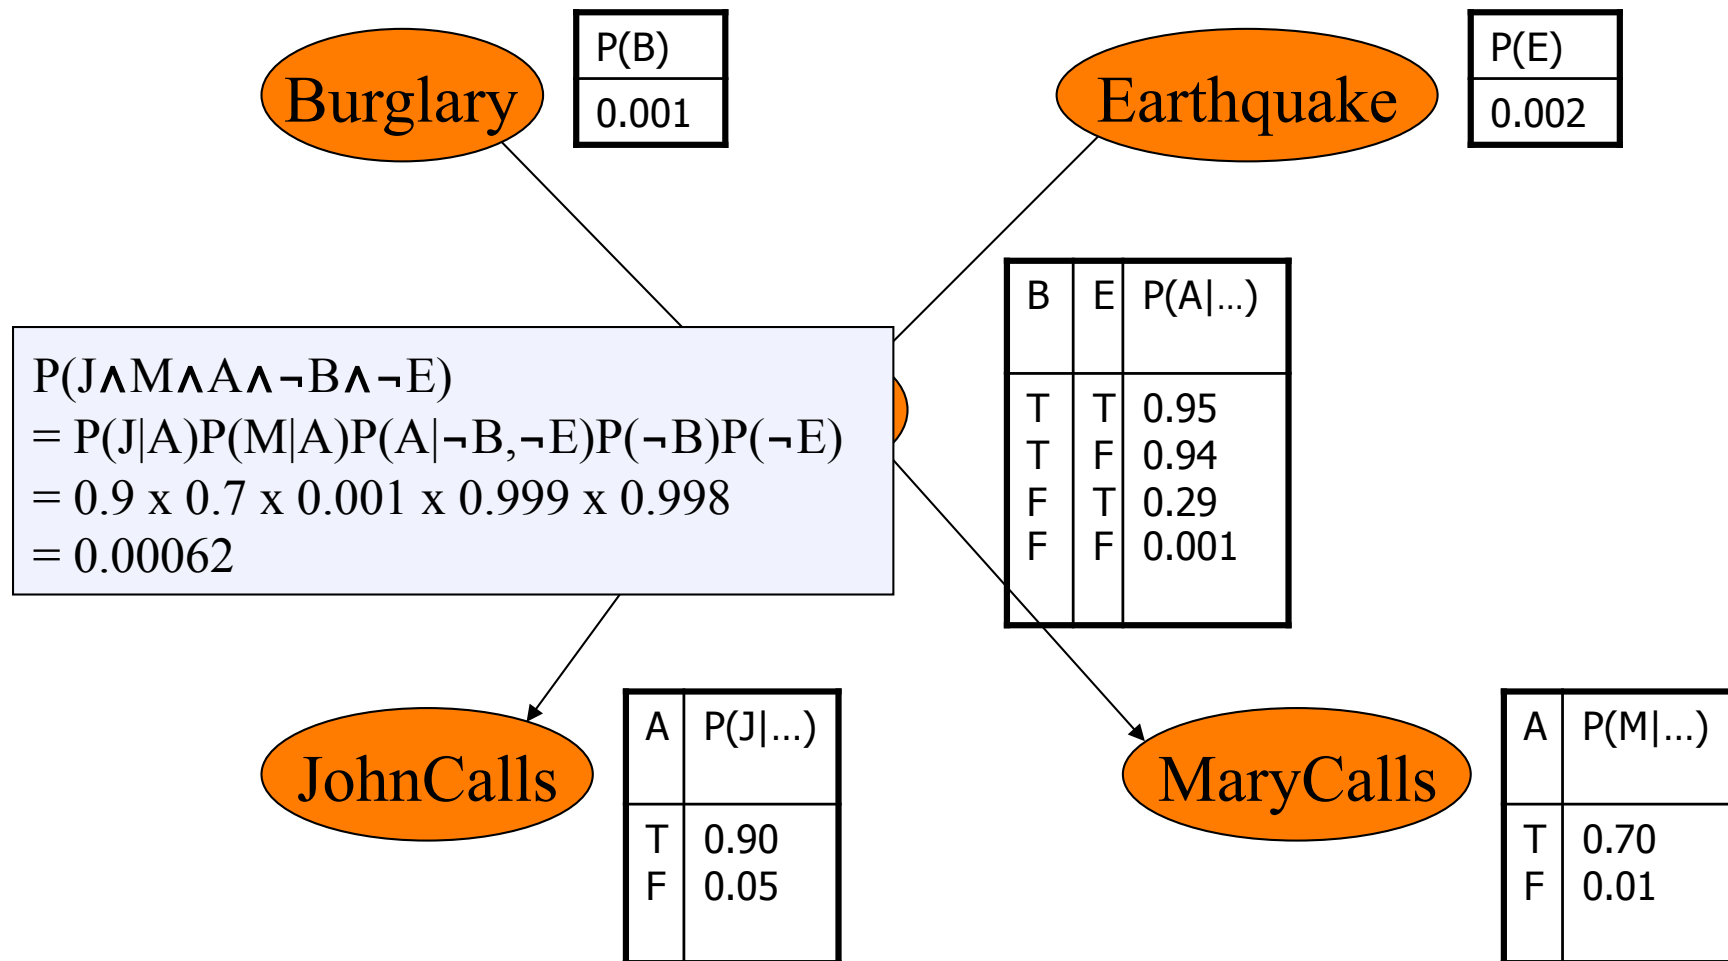 Burglary
P(B)
0.001
Earthquake
P(E)
0.002
B E P(A|…)
T T 0.95
T F 0.94
F T 0.29
F F 0.001
P(J∧M∧A∧¬B∧¬E)
= P(J|A)P(M|A)P(A|¬B,¬E)P(¬B)P(¬E)
= 0.9 x 0.7 x 0.001 x 0.999 x 0.998
= 0.00062
JohnCalls
A P(J|…)
T 0.90
F 0.05
MaryCalls
A P(M|…)
T 0.70
F 0.01